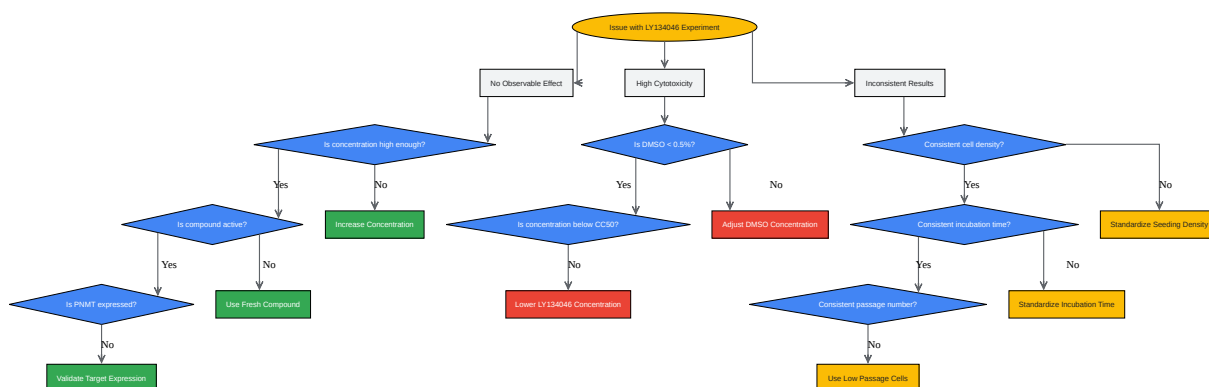 Issue with LY134046 Experiment
No Observable Effect
High Cytotoxicity
Inconsistent Results
Is concentration high enough?
Is DMSO < 0.5%?
Consistent cell density?
Yes
No
Yes
No
Yes
No
Is compound active?
Increase Concentration
Is concentration below CC50?
Adjust DMSO Concentration
Consistent incubation time?
Standardize Seeding Density
Yes
No
No
Yes
No
Is PNMT expressed?
Use Fresh Compound
Lower LY134046 Concentration
Consistent passage number?
Standardize Incubation Time
No
No
Validate Target Expression
Use Low Passage Cells